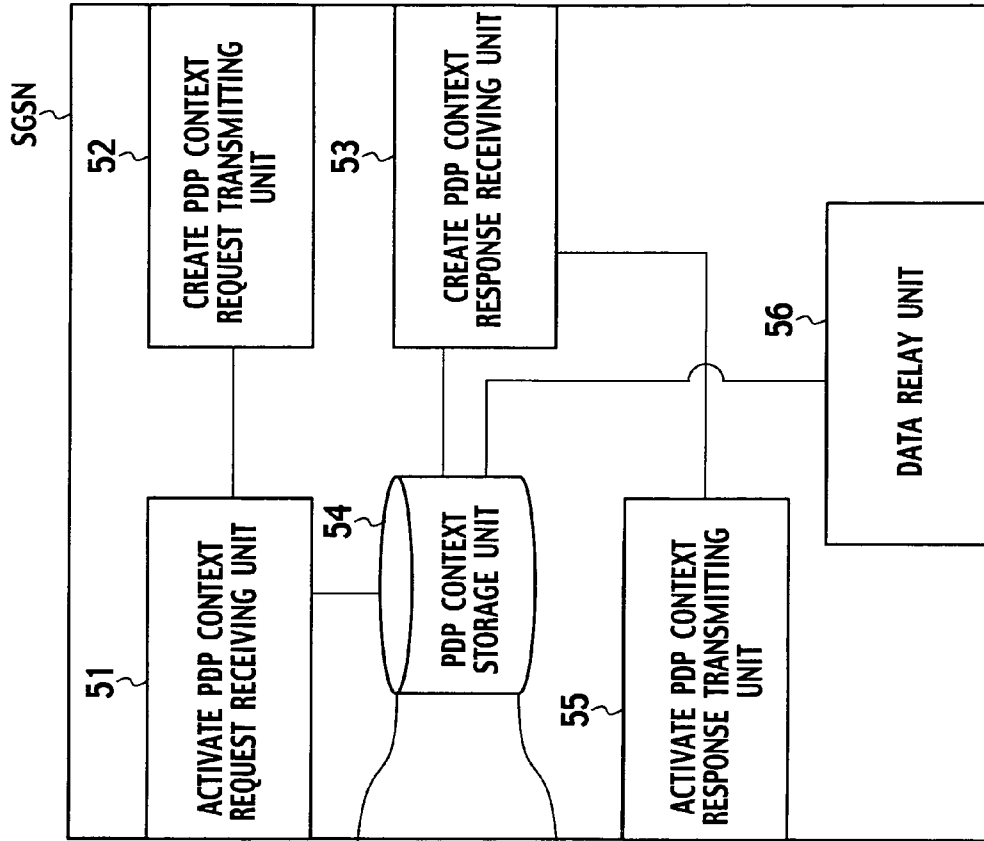 SGSN
51
ACTIVATE PDP CONTEXT
REQUEST RECEIVING UNIT
52
CREATE PDP CONTEXT
REQUEST TRANSMITTING
UNIT
54
PDP CONTEXT
STORAGE UNIT
53
CREATE PDP CONTEXT
RESPONSE RECEIVING UNIT
55
ACTIVATE PDP CONTEXT
RESPONSE TRANSMITTING
UNIT
56
DATA RELAY UNIT